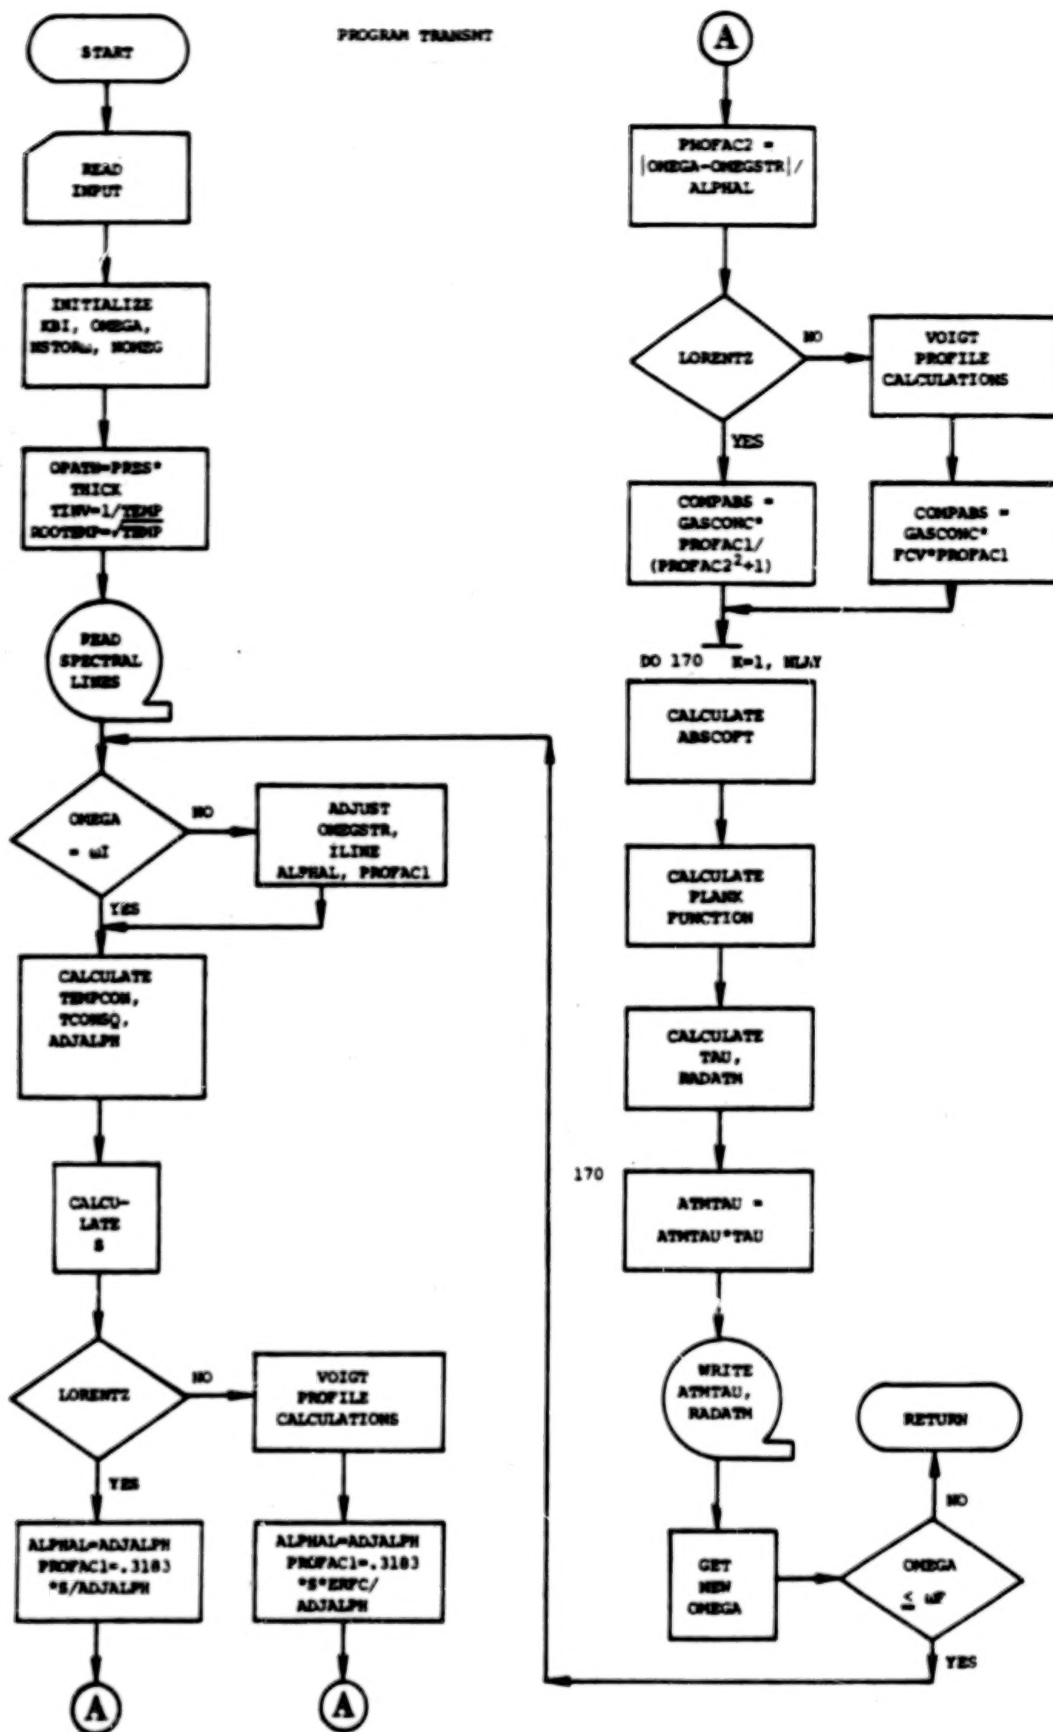 PROGRAM TRANSMT
START
READ
INPUT
INITIALIZE
KBI, OMEGA,
NSTORω, NOMEG
OPATH=PRES*
THICK
TINV=1/TEMP
ROOTEMP=√TEMP
READ
SPECTRAL
LINES
OMEGA
= ωI
NO
ADJUST
OMEGSTR,
ILINE
ALPHAL, PROFAC1
YES
CALCULATE
TEMPCON,
TCONSQ,
ADJALPH
CALCU-
LATE
S
LORENTZ
NO
VOIGT
PROFILE
CALCULATIONS
YES
ALPHAL=ADJALPH
PROFAC1=.3183
*S/ADJALPH
ALPHAL=ADJALPH
PROFAC1=.3183
*S*ERFC/
ADJALPH
A
A
A
PROFAC2 =
|OMEGA-OMEGSTR|/
ALPHAL
LORENTZ
NO
VOIGT
PROFILE
CALCULATIONS
YES
COMPABS =
GASCONC*
PROFAC1/
(PROFAC2²+1)
COMPABS =
GASCONC*
FCV*PROFAC1
DO 170 K=1, NLAY
CALCULATE
ABSCOFT
CALCULATE
PLANK
FUNCTION
CALCULATE
TAU,
RADATM
170
ATMTAU =
ATMTAU*TAU
WRITE
ATMTAU,
RADATM
RETURN
NO
GET
NEW
OMEGA
OMEGA
≤ ωF
YES